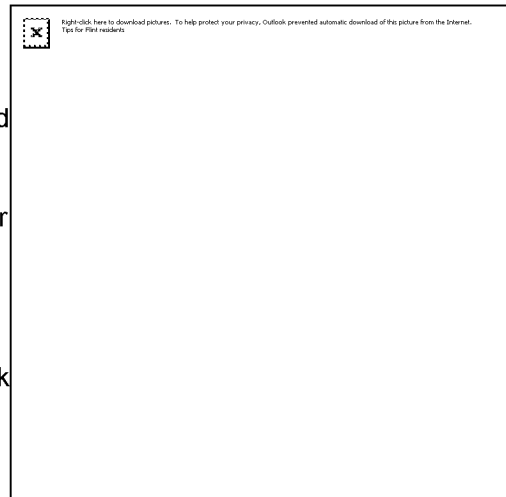 Right-click here to download pictures. To help protect your privacy, Outlook prevented automatic download of this picture from the Internet.
Tips for Flint residents
d
r
k